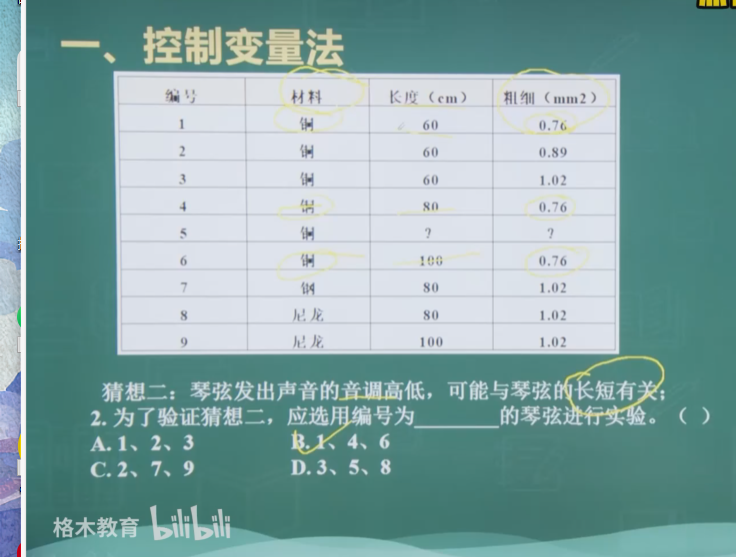 一、控制变量法
编号 材料 长度（cm） 粗细（mm2）
1 铜 60 0.76
2 铜 60 0.89
3 铜 60 1.02
4 铜 80 0.76
5 铜 ? ?
6 铜 100 0.76
7 钢 80 1.02
8 尼龙 80 1.02
9 尼龙 100 1.02
猜想二：琴弦发出声音的音调高低，可能与琴弦的长短有关；
2. 为了验证猜想二，应选用编号为________的琴弦进行实验。（ ）
A. 1、2、3 B. 1、4、6
C. 2、7、9 D. 3、5、8
格木教育 bilibili